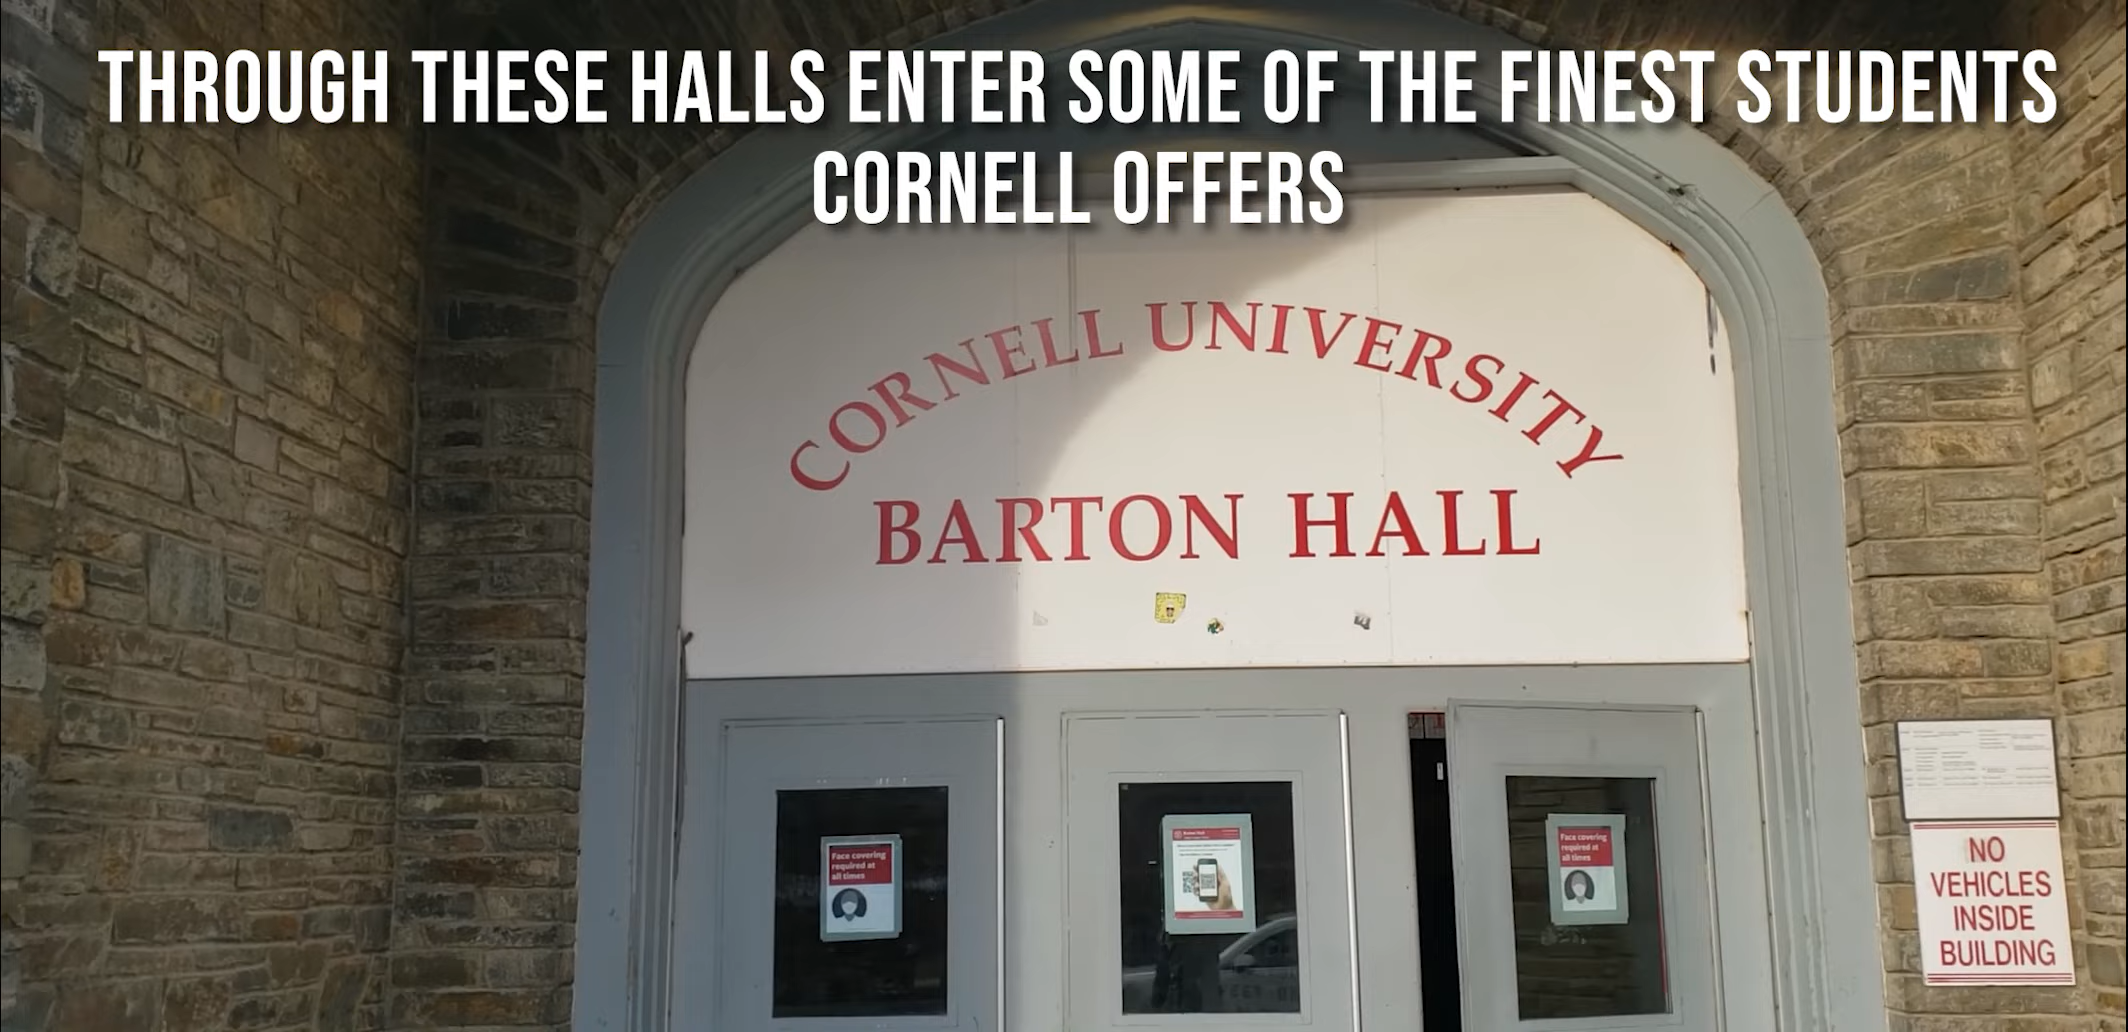 THROUGH THESE HALLS ENTER SOME OF THE FINEST STUDENTS
CORNELL OFFERS
CORNELL UNIVERSITY
BARTON HALL
Face covering
required at
all times
Face covering
required at
all times
NO
VEHICLES
INSIDE
BUILDING